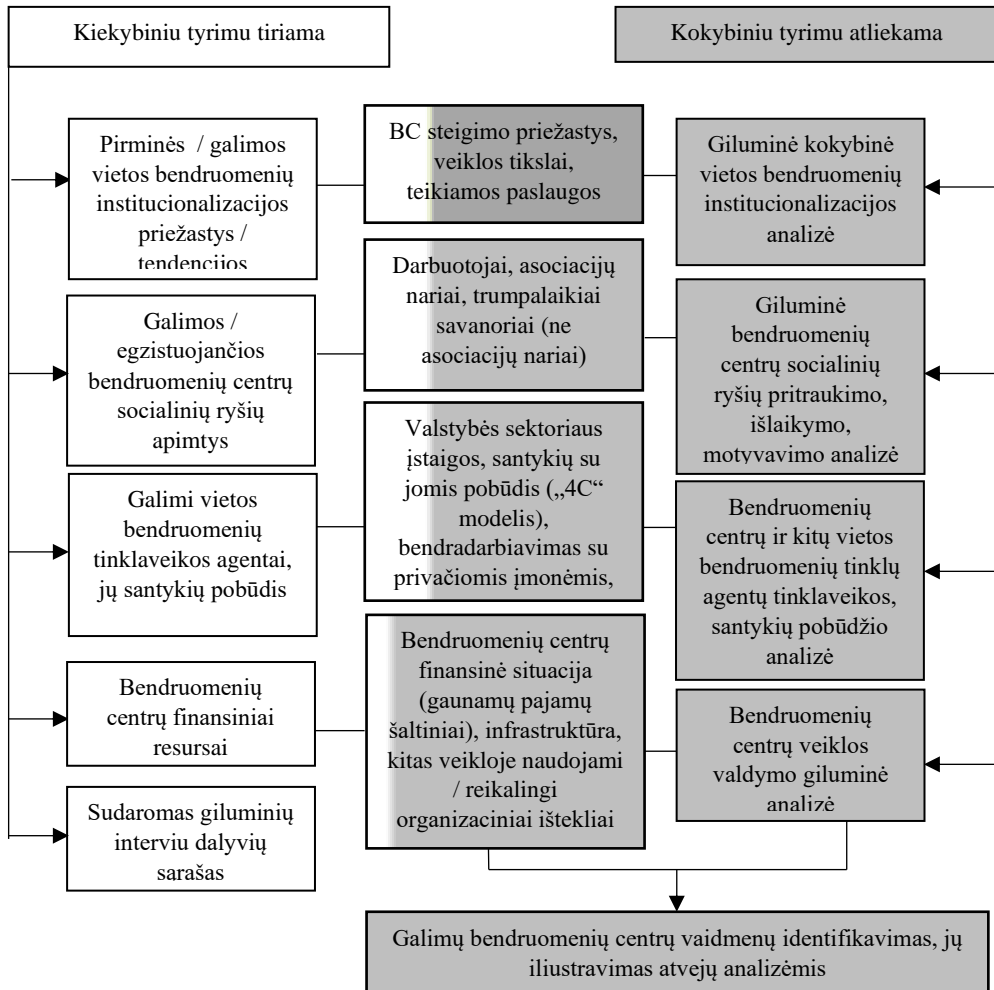 Kiekybiniu tyrimu tiriama
Kokybiniu tyrimu atliekama
Pirminės / galimos
vietos bendruomenių
institucionalizacijos
priežastys /
tendencijos
BC steigimo priežastys,
veiklos tikslai,
teikiamos paslaugos
Giluminė kokybinė
vietos bendruomenių
institucionalizacijos
analizė
Galimos /
egzistuojančios
bendruomenių centrų
socialinių ryšių
apimtys
Darbuotojai, asociacijų
nariai, trumpalaikiai
savanoriai (ne
asociacijų nariai)
Giluminė
bendruomenių
centrų socialinių
ryšių pritraukimo,
išlaikymo,
motyvavimo analizė
Galimi vietos
bendruomenių
tinklaveikos agentai,
jų santykių pobūdis
Valstybės sektoriaus
įstaigos, santykių su
jomis pobūdis („4C“
modelis),
bendradarbiavimas su
privačiomis įmonėmis,
Bendruomenių
centrų ir kitų vietos
bendruomenių tinklų
agentų tinklaveikos,
santykių pobūdžio
analizė
Bendruomenių
centrų finansiniai
resursai
Bendruomenių centrų
finansinė situacija
(gaunamų pajamų
šaltiniai), infrastruktūra,
kitas veikloje naudojami
/ reikalingi
organizaciniai ištekliai
Bendruomenių
centrų veiklos
valdymo giluminė
analizė
Sudaromas giluminių
interviu dalyvių
sąrašas
Galimų bendruomenių centrų vaidmenų identifikavimas, jų
iliustravimas atvejų analizėmis